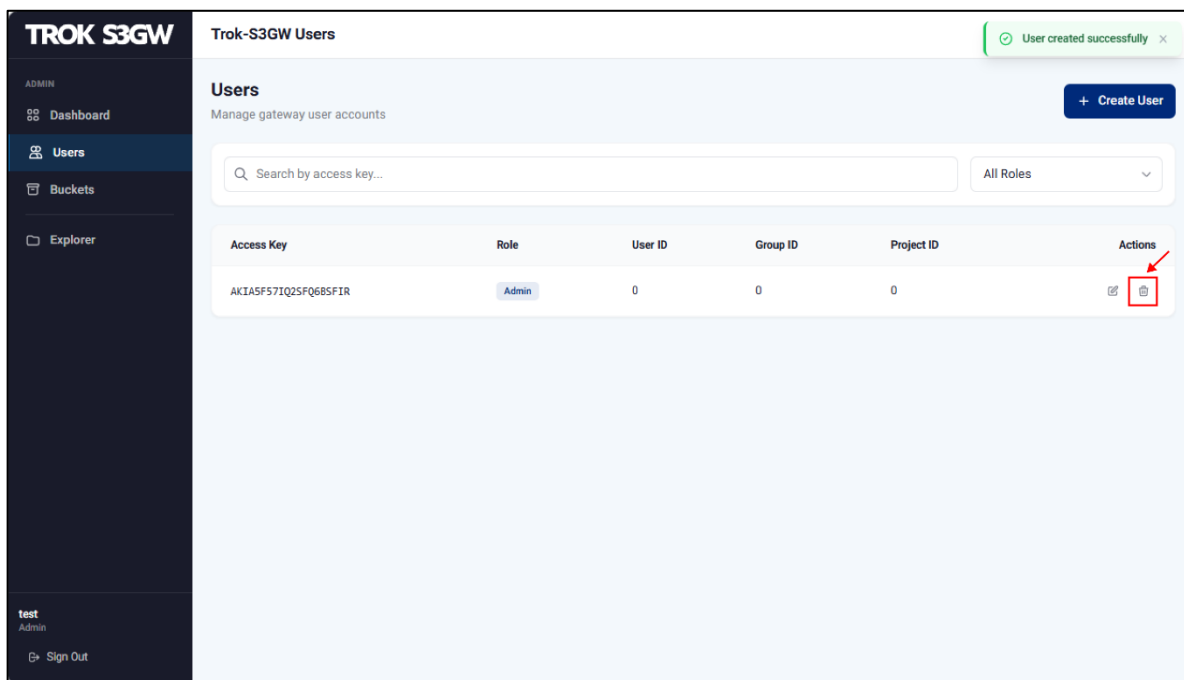 TROK S3GW
Trok-S3GW Users
User created successfully
ADMIN
Dashboard
Users
Buckets
Explorer
Users
Manage gateway user accounts
+ Create User
Search by access key...
All Roles
Access Key Role User ID Group ID Project ID Actions
AKIA5F57IQ2SFQ6BSFIR Admin 0 0 0
test
Admin
Sign Out